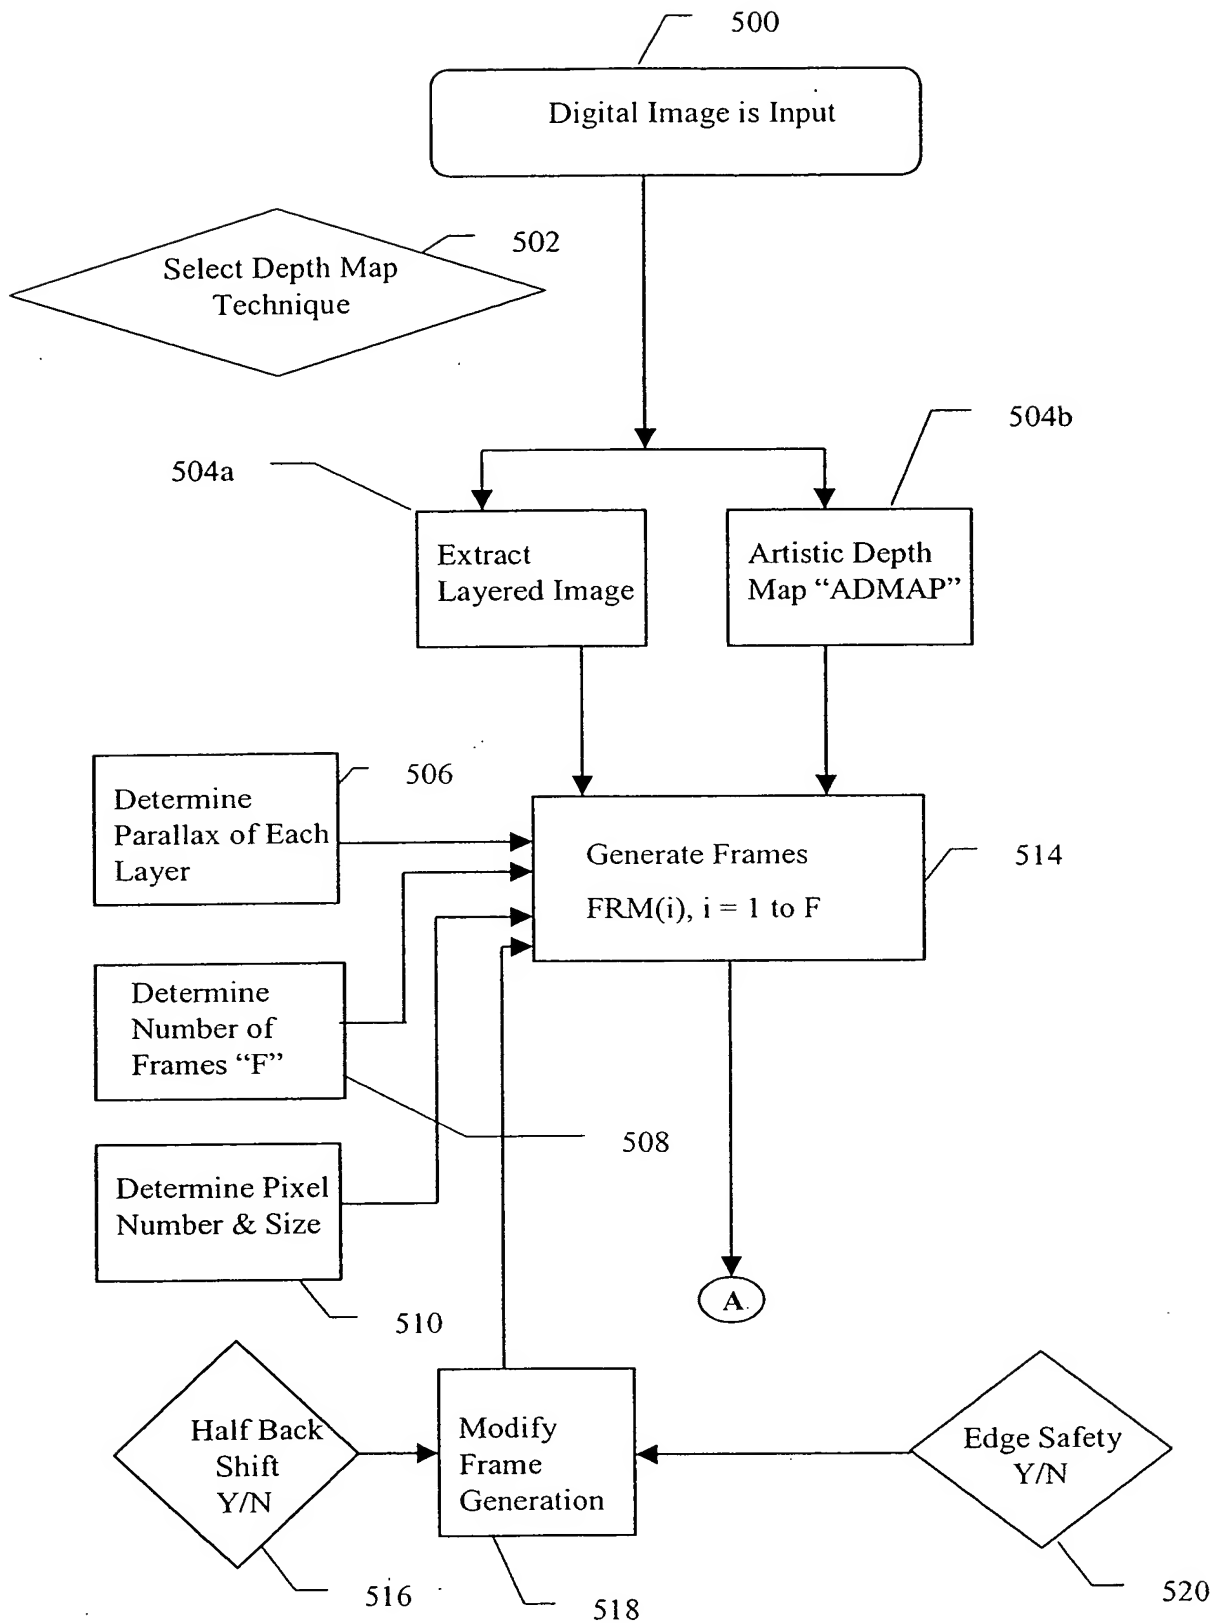 500
Digital Image is Input
502
Select Depth Map
Technique
504b
504a
Extract
Layered Image
Artistic Depth
Map “ADMAP”
506
Determine
Parallax of Each
Layer
Generate Frames
FRM(i), i = 1 to F
514
Determine
Number of
Frames “F”
508
Determine Pixel
Number & Size
A
510
Half Back
Shift
Y/N
Modify
Frame
Generation
Edge Safety
Y/N
516
518
520